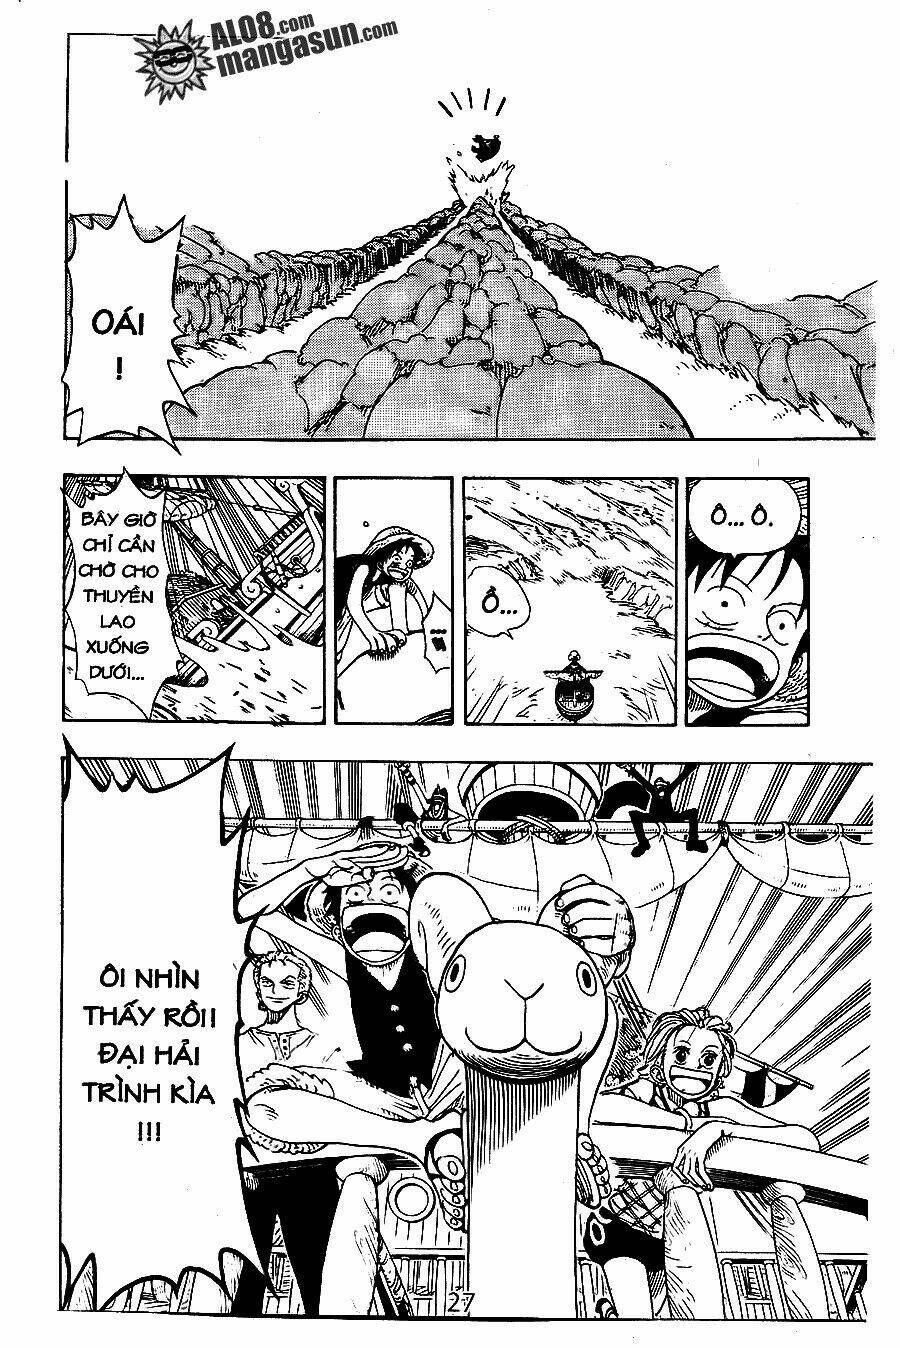 ALO8.com
mangasun.com
OÁI
!
BÂY GIỜ
CHỈ CẦN
CHỜ CHO
THUYỀN
LAO
XUỐNG
DƯỚI...
...
Ồ...
Ô... Ô.
ÔI NHÌN
THẤY RỒI!
ĐẠI HẢI
TRÌNH KÌA
!!!
27